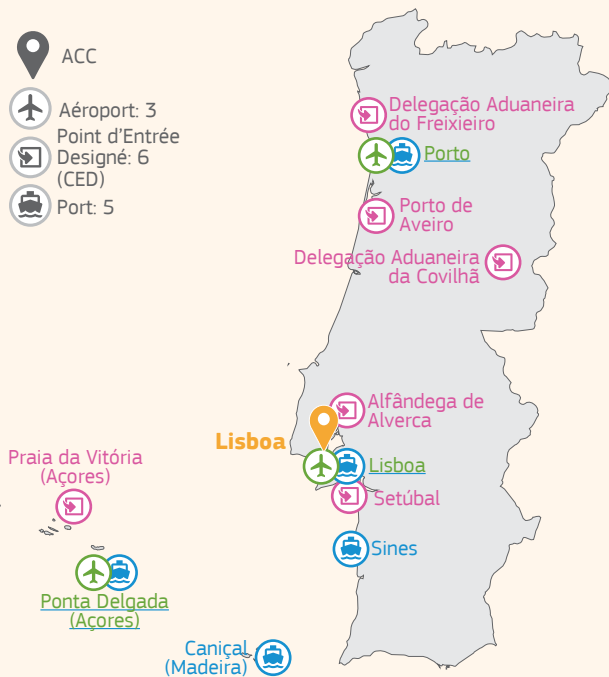 ACC
Aéroport: 3
Point d'Entrée
Designé: 6
(CED)
Port: 5
Delegação Aduaneira
do Freixieiro
Porto
Porto de
Aveiro
Delegação Aduaneira
da Covilhã
Alfândega de
Alverca
Lisboa
Lisboa
Praia da Vitória
(Açores)
Setúbal
Sines
Ponta Delgada
(Açores)
Caniçal
(Madeira)